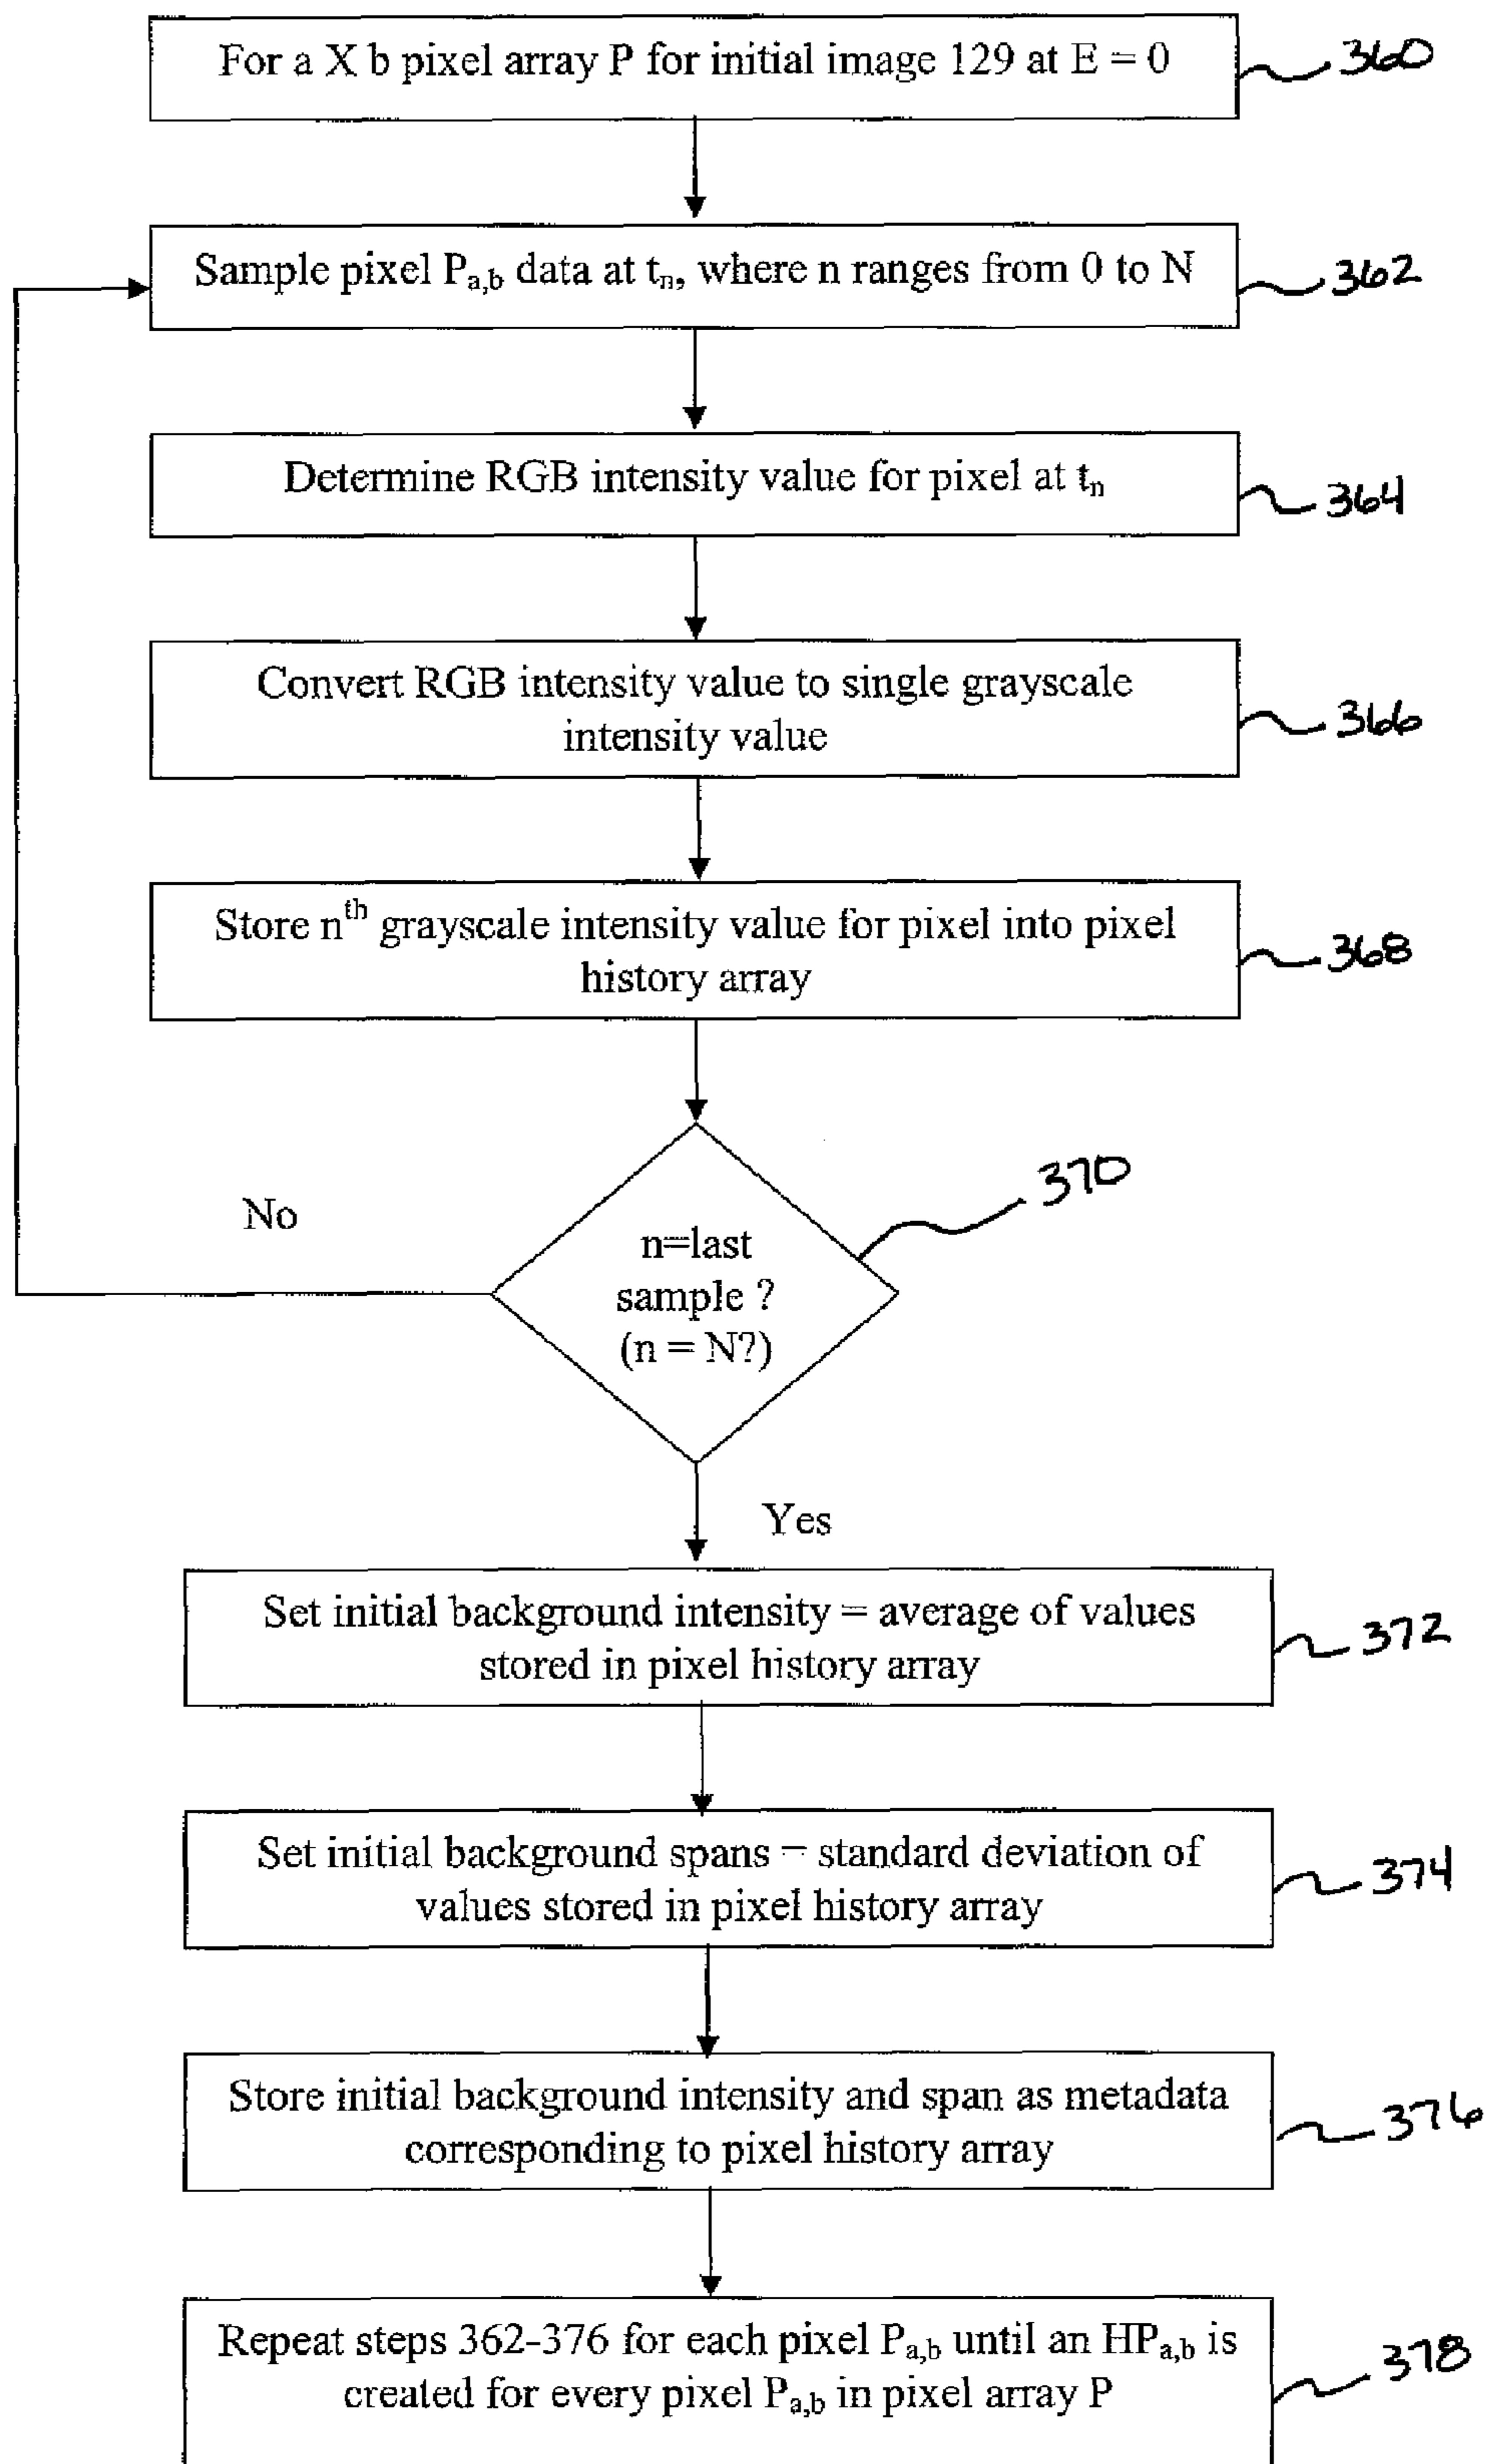 For a X b pixel array P for initial image 129 at E = 0
360
Sample pixel Pa,b data at tn, where n ranges from 0 to N
362
Determine RGB intensity value for pixel at tn
364
Convert RGB intensity value to single grayscale
intensity value
366
Store nth grayscale intensity value for pixel into pixel
history array
368
370
No
n=last
sample ?
(n = N?)
Yes
Set initial background intensity = average of values
stored in pixel history array
372
Set initial background spans = standard deviation of
values stored in pixel history array
374
Store initial background intensity and span as metadata
corresponding to pixel history array
376
Repeat steps 362-376 for each pixel Pa,b until an HPa,b is
created for every pixel Pa,b in pixel array P
378